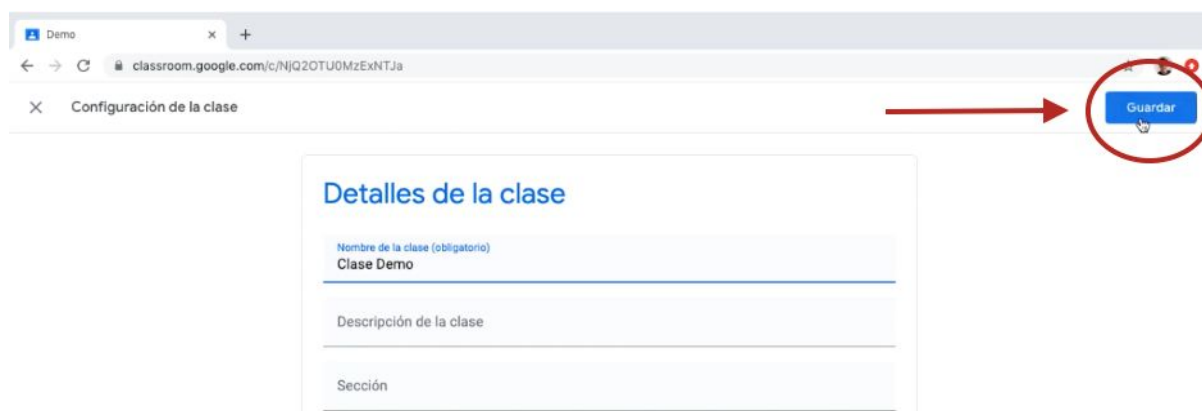 Demo
classroom.google.com/c/NjQ2OTU0MzExNTJa
Configuración de la clase
Guardar
Detalles de la clase
Nombre de la clase (obligatorio)
Clase Demo
Descripción de la clase
Sección